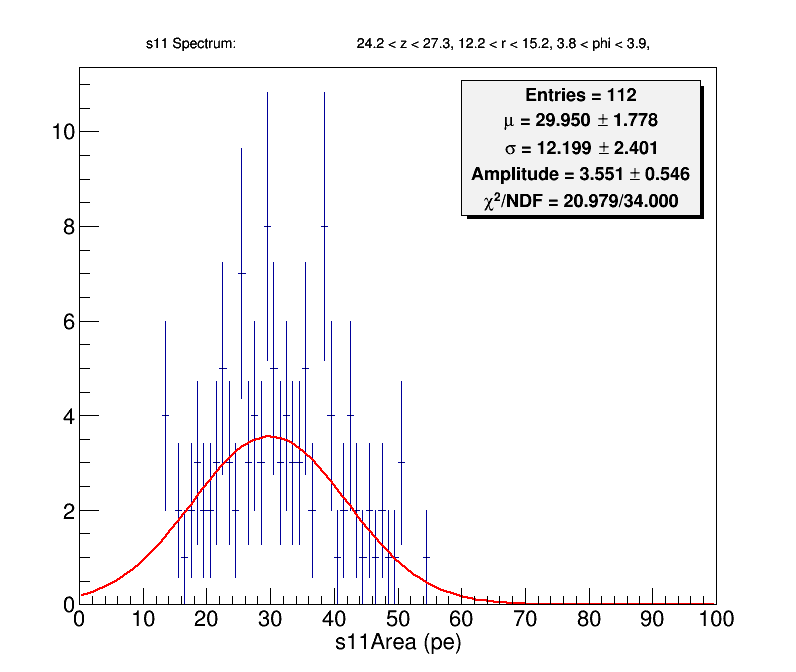 s11 Spectrum: 24.2 < z < 27.3, 12.2 < r < 15.2, 3.8 < phi < 3.9,
Entries = 112
μ = 29.950 ± 1.778
σ = 12.199 ± 2.401
Amplitude = 3.551 ± 0.546
χ²/NDF = 20.979/34.000
10
8
6
4
2
0
0 10 20 30 40 50 60 70 80 90 100
s11Area (pe)